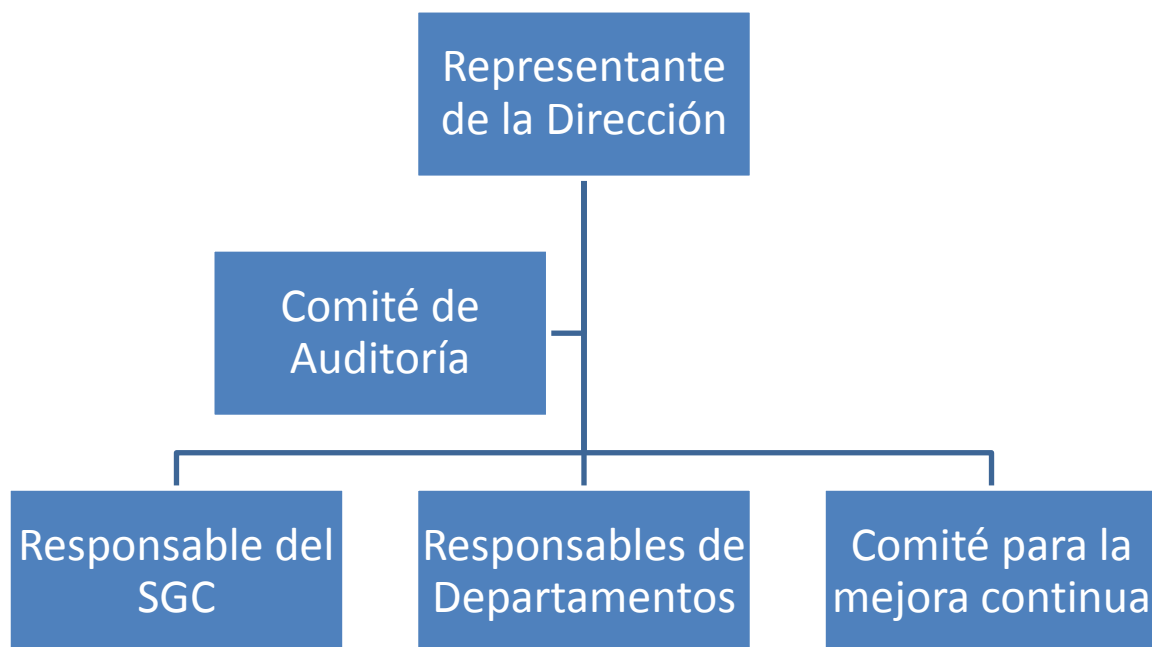 Representante
de la Dirección
Comité de
Auditoría
Responsable del
SGC
Responsables de
Departamentos
Comité para la
mejora continua